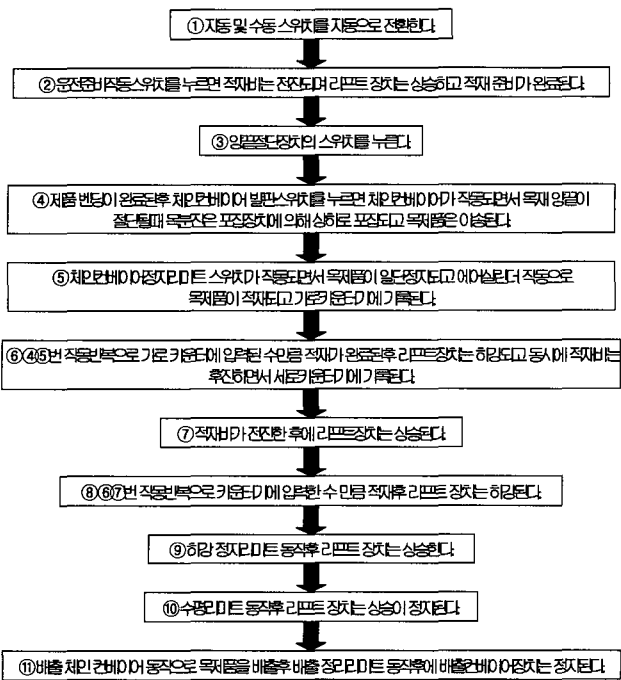 ①자동 및 수동 스위치를 자동으로 전환한다.
②운전준비작동스위치를 누르면 적재바는 전진되며 리프트 장치는 상승하고 적재 준비가 완료된다.
③양끝절단장치의 스위치를 누른다.
④제품 벤딩이 완료된후 체인컨베이어 발판스위치를 누르면 체인컨베이어가 작동되면서 목재 양끝이
절단될때 목분진은 포집장치에 의해 상하로 포집되고 목제품은 이송된다.
⑤체인컨베이어정지리미트 스위치가 작동되면서 목제품이 일단정지되고 에어실린더 작동으로
목제품이 적재되고 가로카운터기에 기록된다.
⑥④⑤번 작동반복으로 가로 카운터에 입력된 수만큼 적재가 완료된후 리프트장치는 하강되고 동시에 적재바는
후진하면서 세로카운터기에 기록된다.
⑦적재바가 전진한 후에 리프트장치는 상승된다.
⑧⑥⑦번 작동반복으로 카운터기에 입력한 수 만큼 적재후 리프트 장치는 하강된다.
⑨하강 정지리미트 동작후 리프트 장치는 상승한다.
⑩수평리미트 동작후 리프트 장치는 상승이 정지된다.
⑪배출 체인 컨베이어 동작으로 목제품을 배출후 배출 정리리미트 동작후에 배출컨베이어장치는 정지된다.